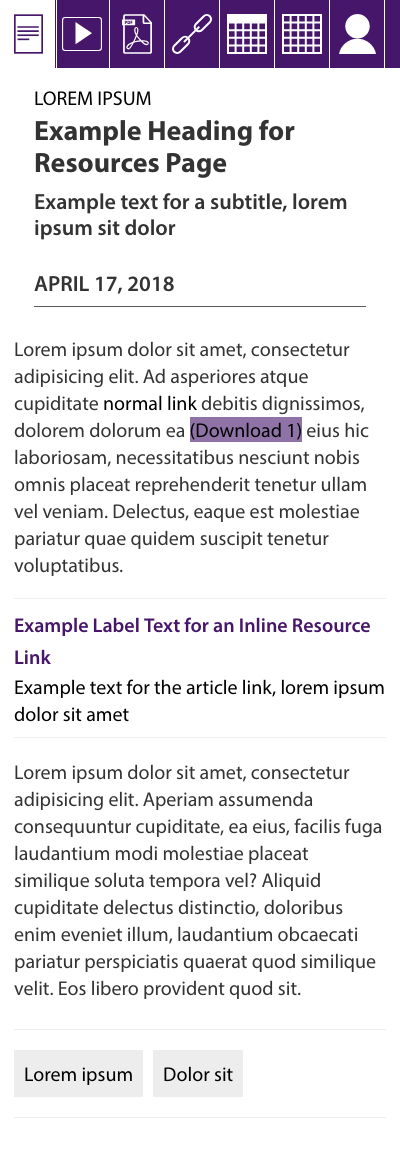 PDF
LOREM IPSUM
Example Heading for
Resources Page
Example text for a subtitle, lorem
ipsum sit dolor
APRIL 17, 2018
Lorem ipsum dolor sit amet, consectetur
adipisicing elit. Ad asperiores atque
cupiditate normal link debitis dignissimos,
dolorem dolorum ea (Download 1) eius hic
laboriosam, necessitatibus nesciunt nobis
omnis placeat reprehenderit tenetur ullam
vel veniam. Delectus, eaque est molestiae
pariatur quae quidem suscipit tenetur
voluptatibus.
Example Label Text for an Inline Resource
Link
Example text for the article link, lorem ipsum
dolor sit amet
Lorem ipsum dolor sit amet, consectetur
adipisicing elit. Aperiam assumenda
consequuntur cupiditate, ea eius, facilis fuga
laudantium modi molestiae placeat
similique soluta tempora vel? Aliquid
cupiditate delectus distinctio, doloribus
enim eveniet illum, laudantium obcaecati
pariatur perspiciatis quaerat quod similique
velit. Eos libero provident quod sit.
Lorem ipsum Dolor sit